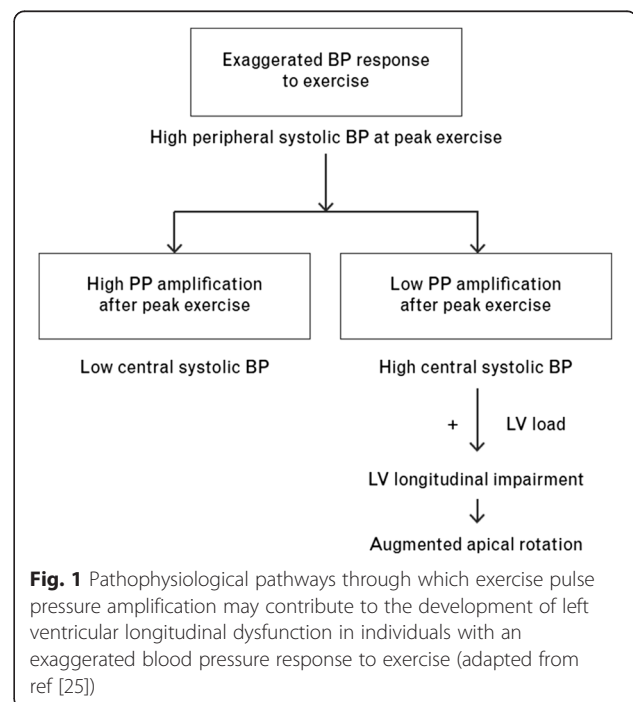 Exaggerated BP response
to exercise
High peripheral systolic BP at peak exercise
High PP amplification
after peak exercise
Low PP amplification
after peak exercise
Low central systolic BP
High central systolic BP
+ LV load
LV longitudinal impairment
Augmented apical rotation
Fig. 1 Pathophysiological pathways through which exercise pulse
pressure amplification may contribute to the development of left
ventricular longitudinal dysfunction in individuals with an
exaggerated blood pressure response to exercise (adapted from
ref [25])